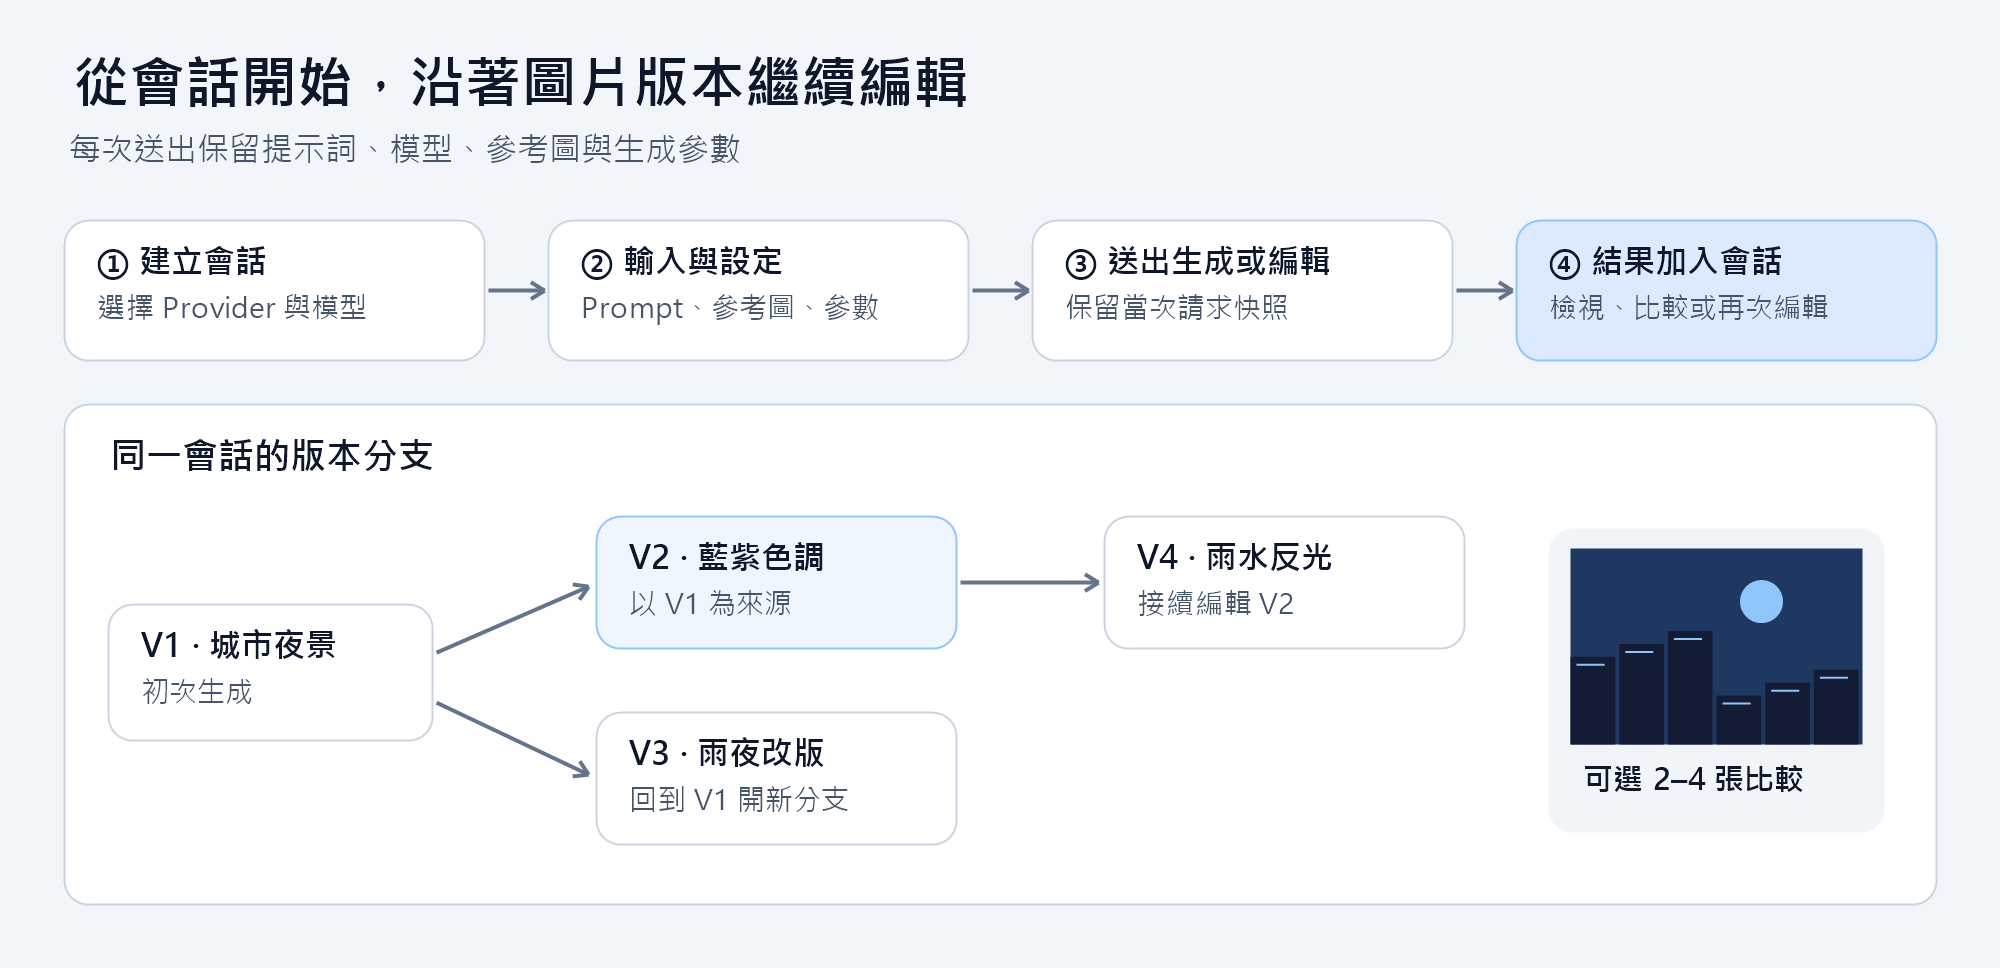 從會話開始，沿著圖片版本繼續編輯
每次送出保留提示詞、模型、參考圖與生成參數
① 建立會話
選擇 Provider 與模型
② 輸入與設定
Prompt、參考圖、參數
③ 送出生成或編輯
保留當次請求快照
④ 結果加入會話
檢視、比較或再次編輯
同一會話的版本分支
V1 · 城市夜景
初次生成
V2 · 藍紫色調
以 V1 為來源
V3 · 雨夜改版
回到 V1 開新分支
V4 · 雨水反光
接續編輯 V2
可選 2–4 張比較